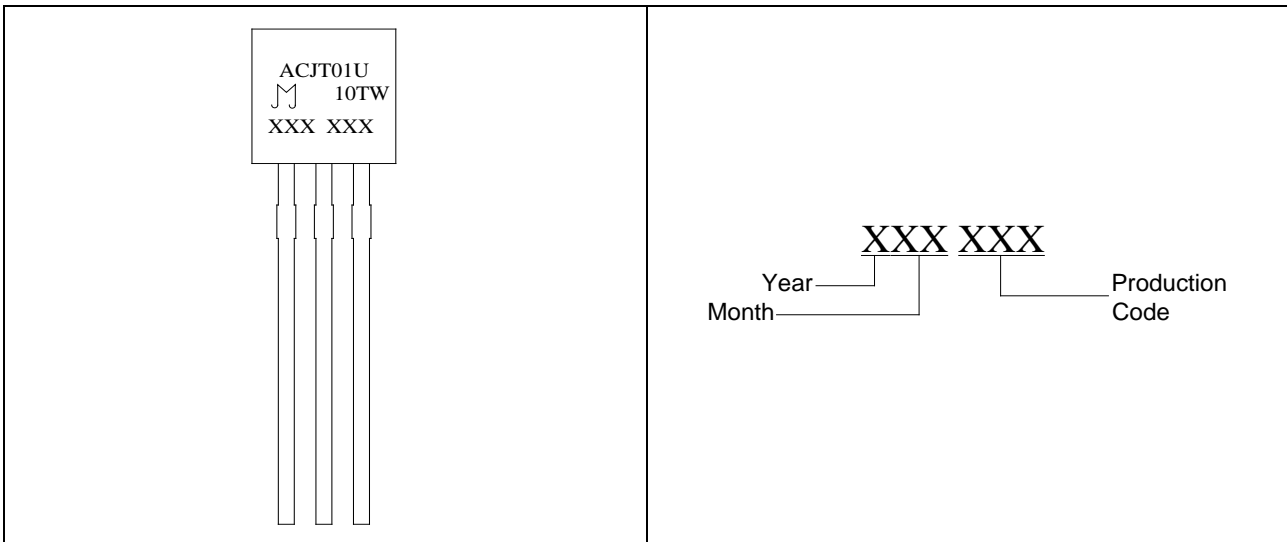 ACJT01U
10TW
XXX XXX
XXX XXX
Year
Month
Production
Code